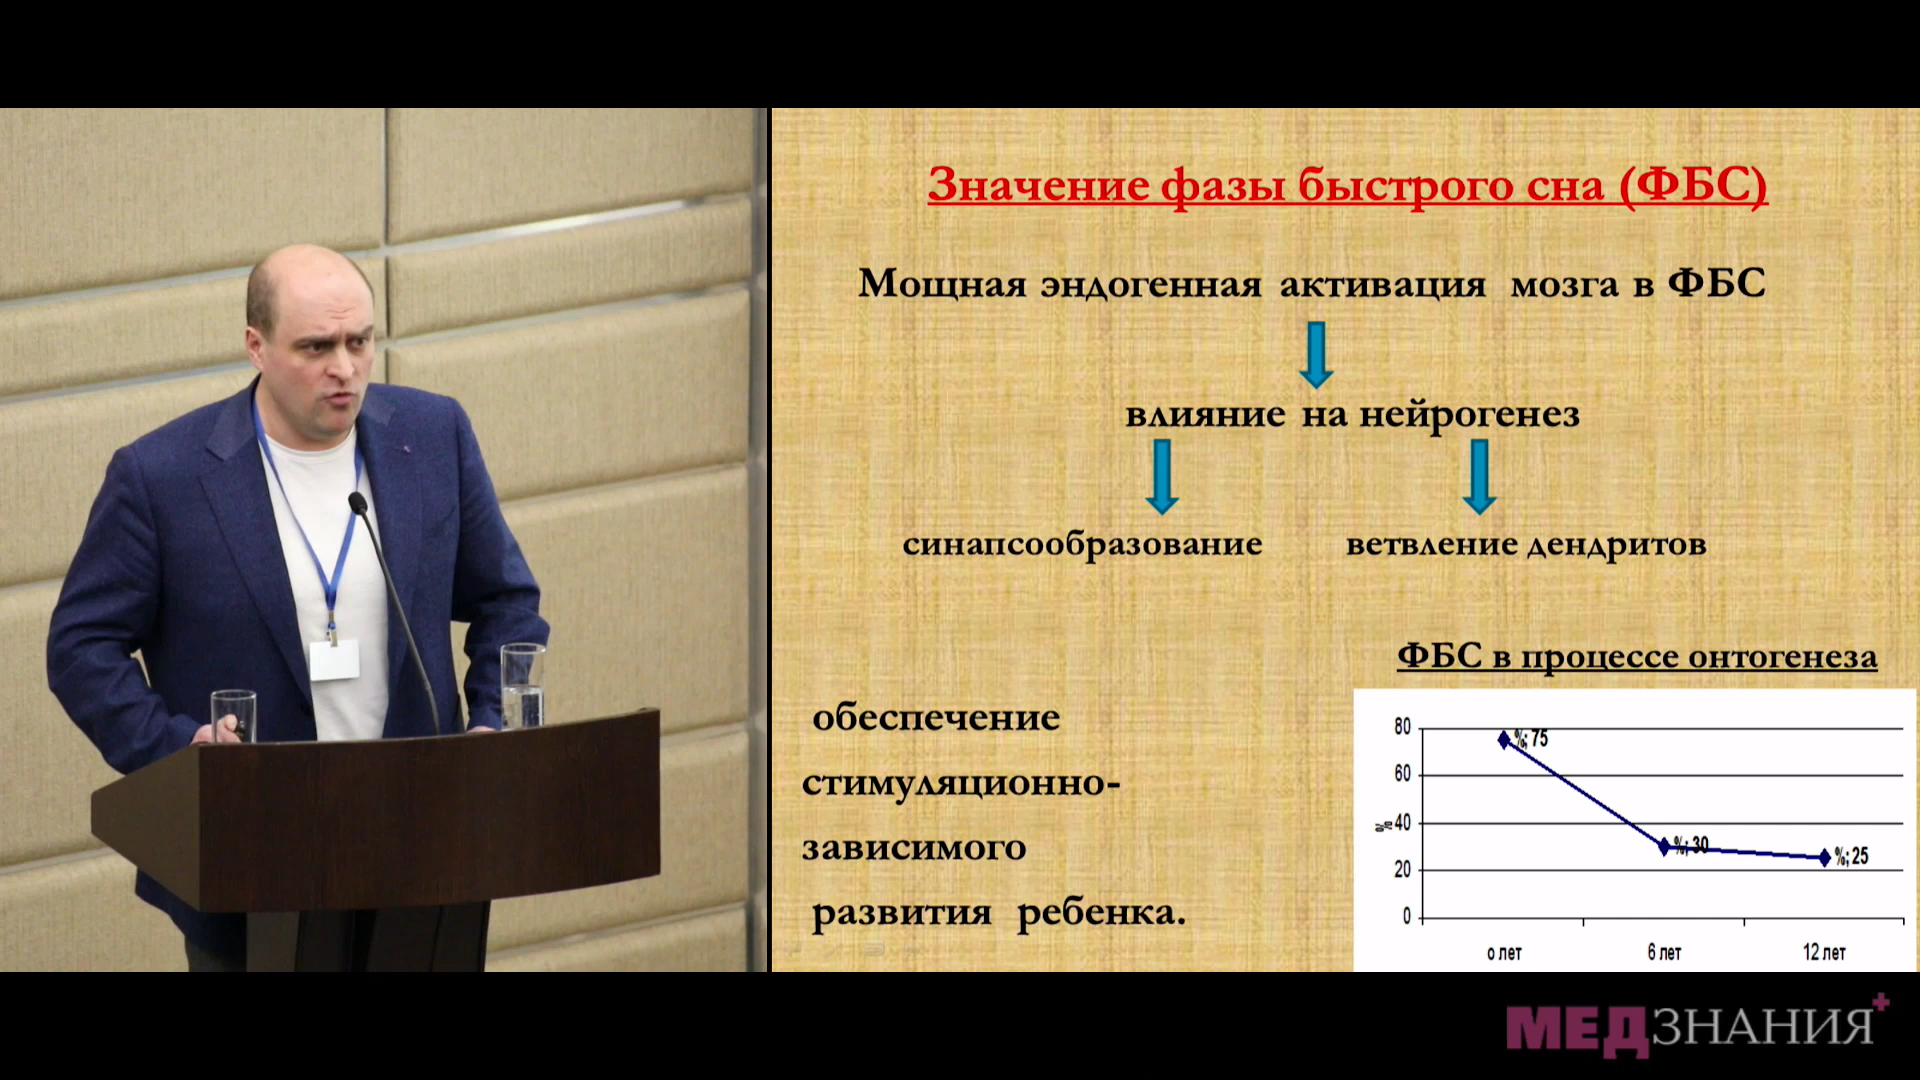 Значение фазы быстрого сна (ФБС)
Мощная эндогенная активация мозга в ФБС
влияние на нейрогенез
синапсообразование ветвление дендритов
обеспечение
стимуляционно-
зависимого
развития ребенка.
ФБС в процессе онтогенеза
80
60
40
20
0
%
%; 75
%; 30
%; 25
о лет 6 лет 12 лет
МЕДЗНАНИЯ+